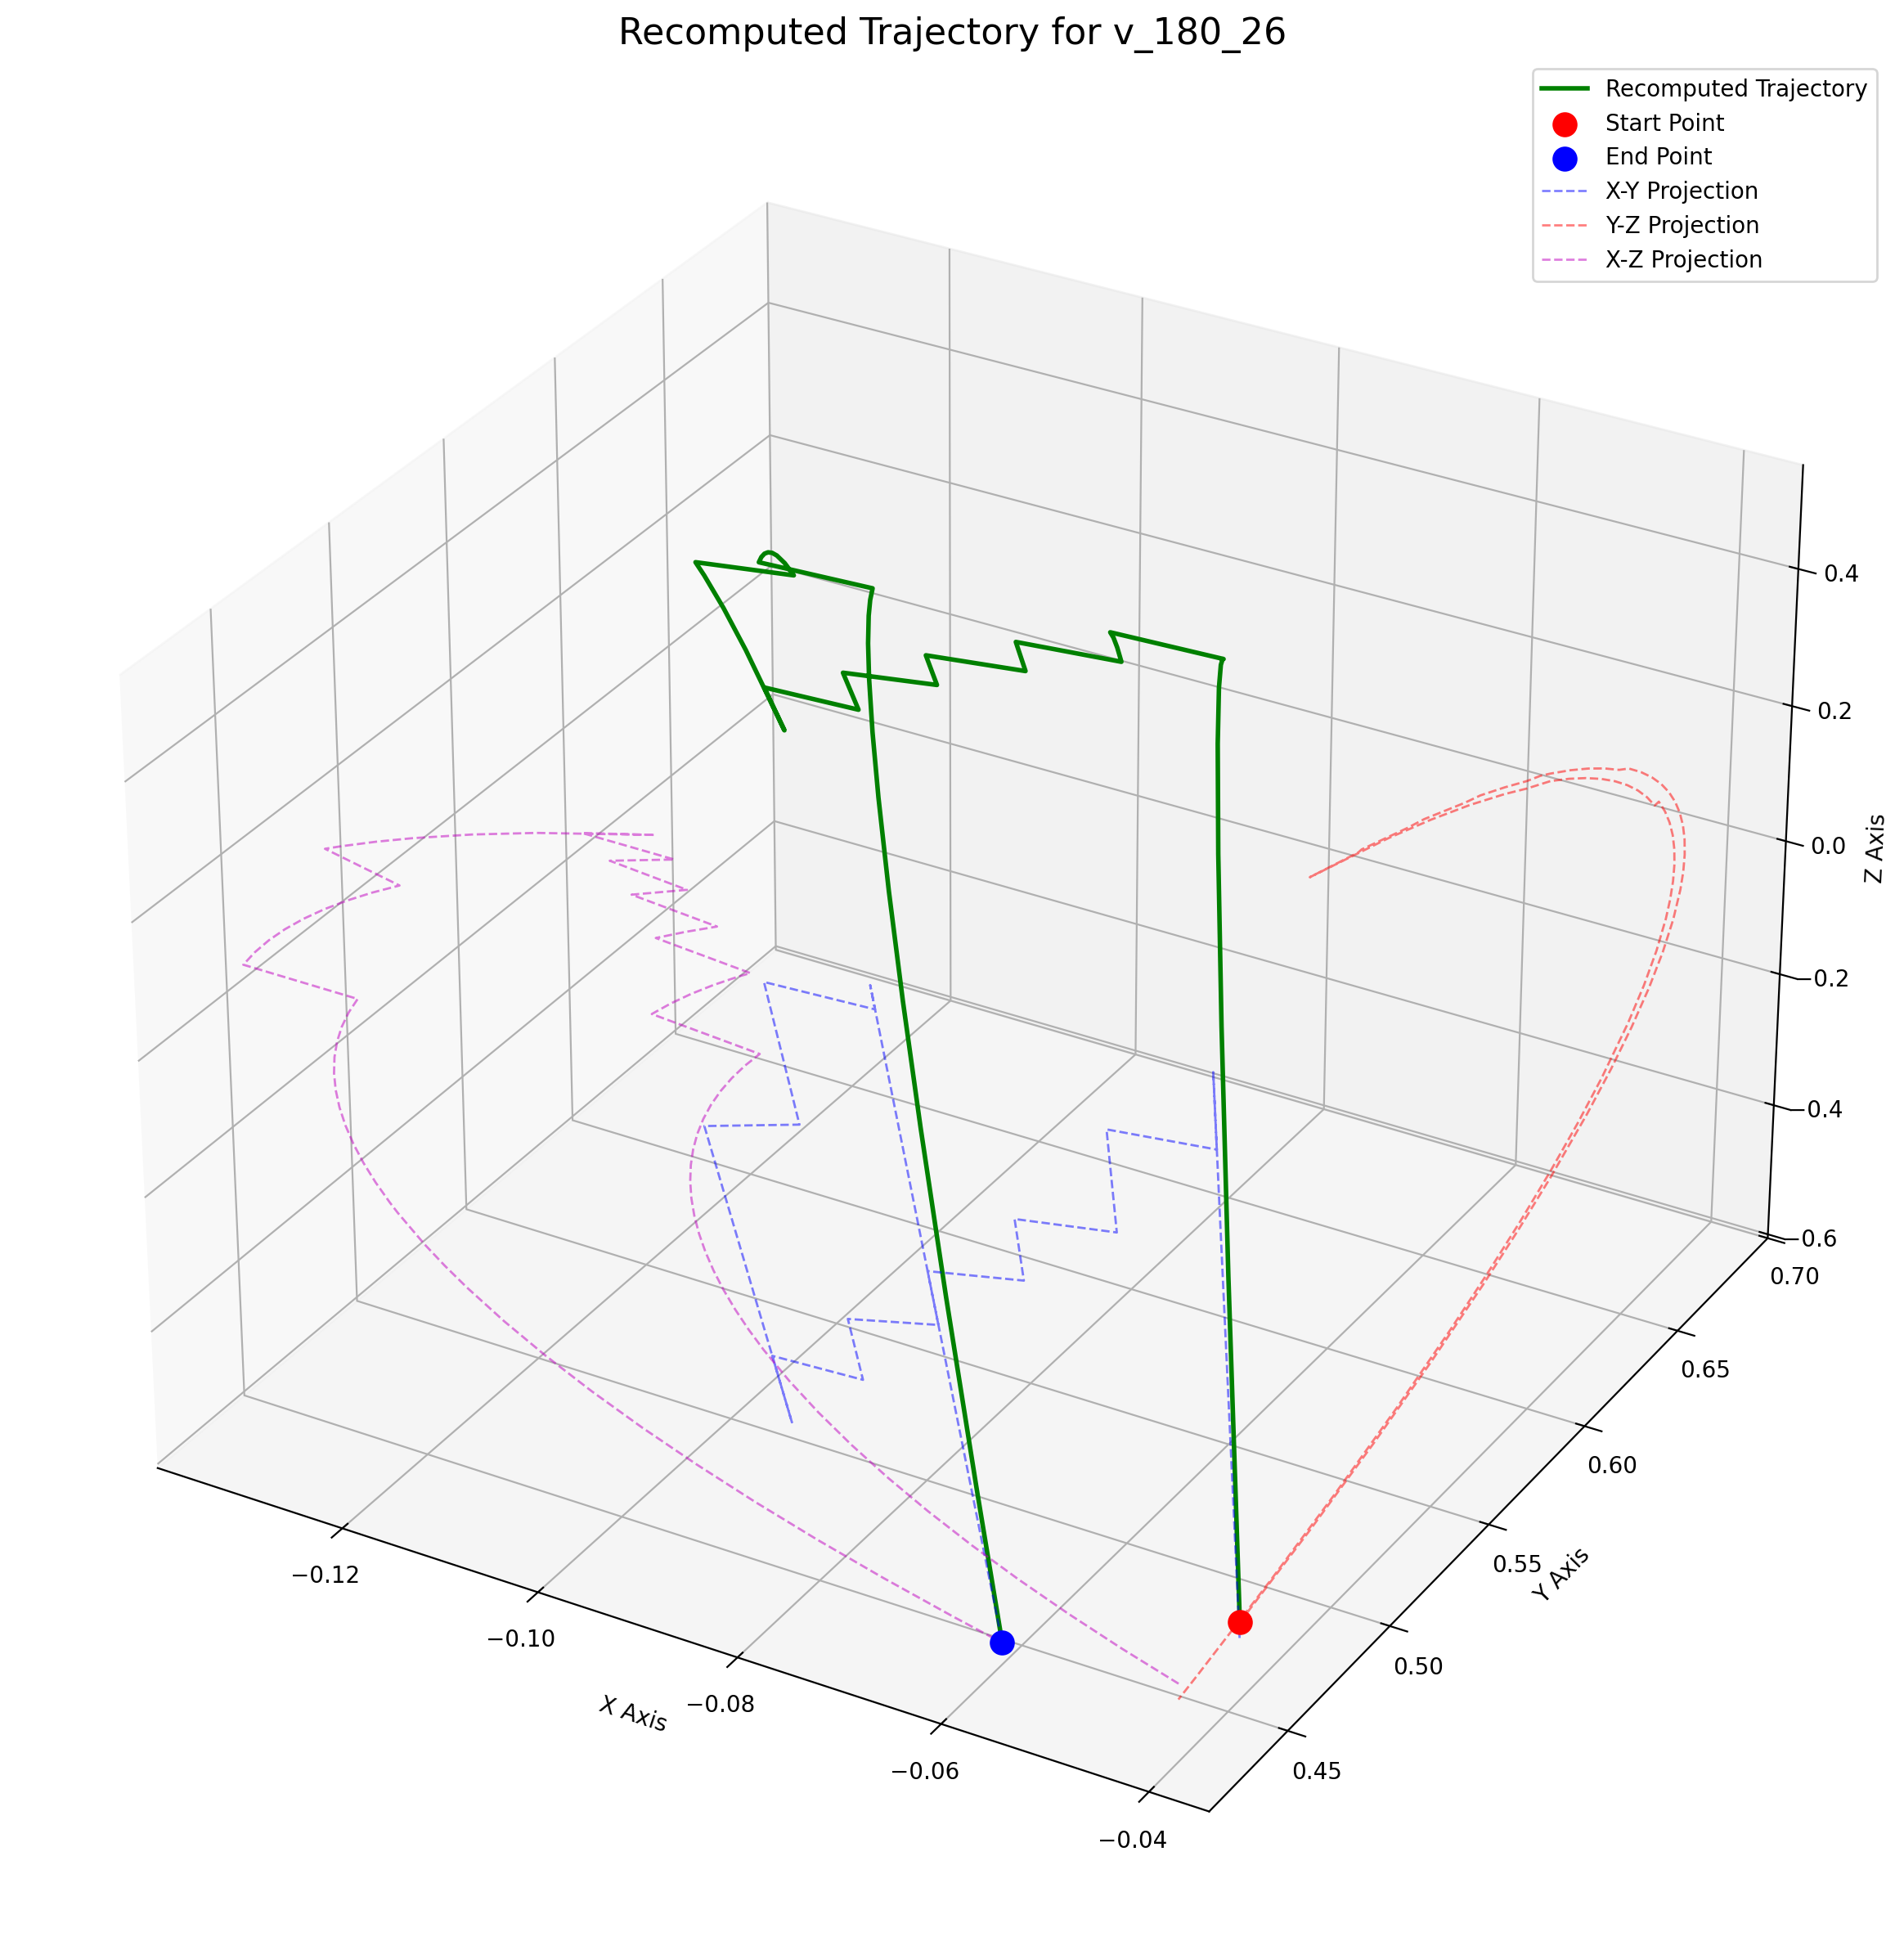 Recomputed Trajectory for v_180_26
Recomputed Trajectory
Start Point
End Point
X-Y Projection
Y-Z Projection
X-Z Projection
0.4
0.2
0.0
−0.2
−0.4
−0.6
Z Axis
0.70
0.65
0.60
0.55
0.50
0.45
Y Axis
−0.12
−0.10
−0.08
−0.06
−0.04
X Axis